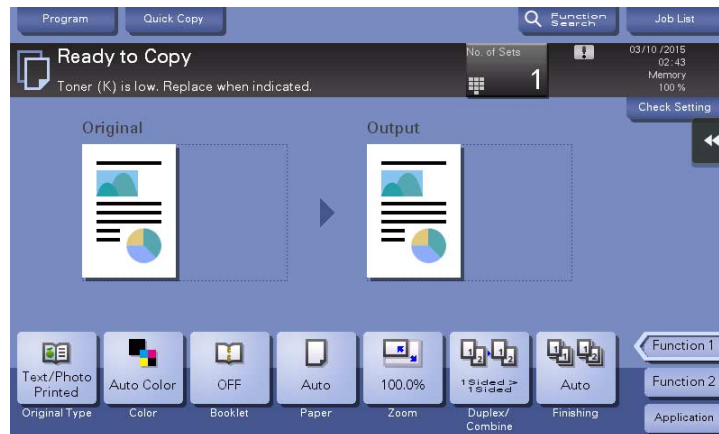 Program
Quick Copy
Function Search
Job List
Ready to Copy
Toner (K) is low. Replace when indicated.
No. of Sets
1
03/10 /2015
02:43
Memory
100 %
Check Setting
Original
Output
Text/Photo
Printed
Auto Color
OFF
Auto
100.0%
1Sided >
1Sided
Auto
Original Type
Color
Booklet
Paper
Zoom
Duplex/
Combine
Finishing
Function 1
Function 2
Application